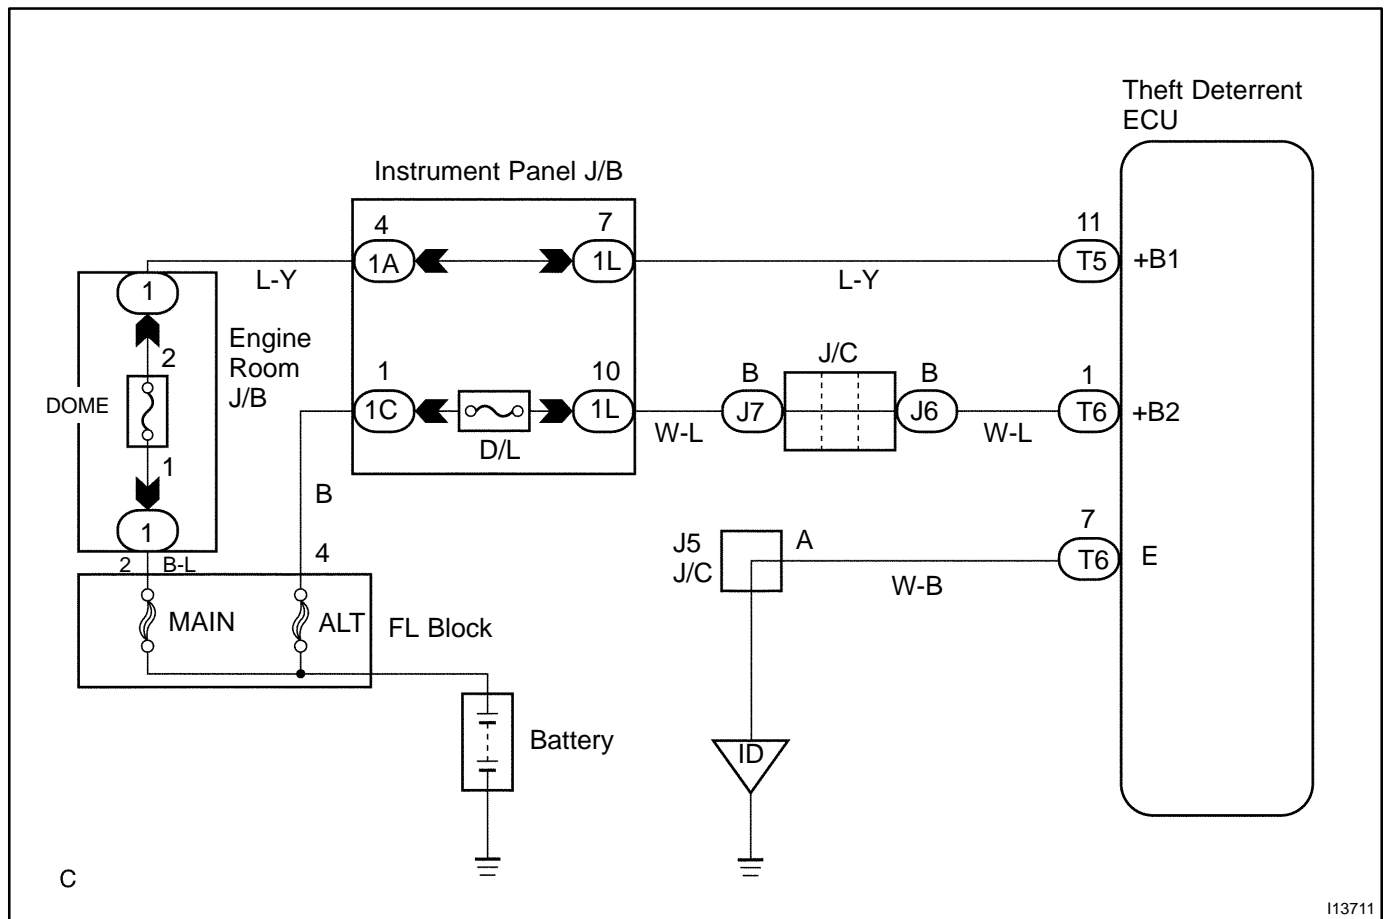 Theft Deterrent
ECU
Instrument Panel J/B
4
7
11
1A
1L
T5
+B1
L-Y
L-Y
1
Engine
Room
J/B
2
DOME
1
1
1
10
J/C
B
B
1
1C
1L
J7
J6
T6
+B2
D/L
W-L
W-L
B
4
2
B-L
MAIN
ALT
FL Block
7
J5
J/C
A
T6
E
W-B
Battery
ID
C
I13711